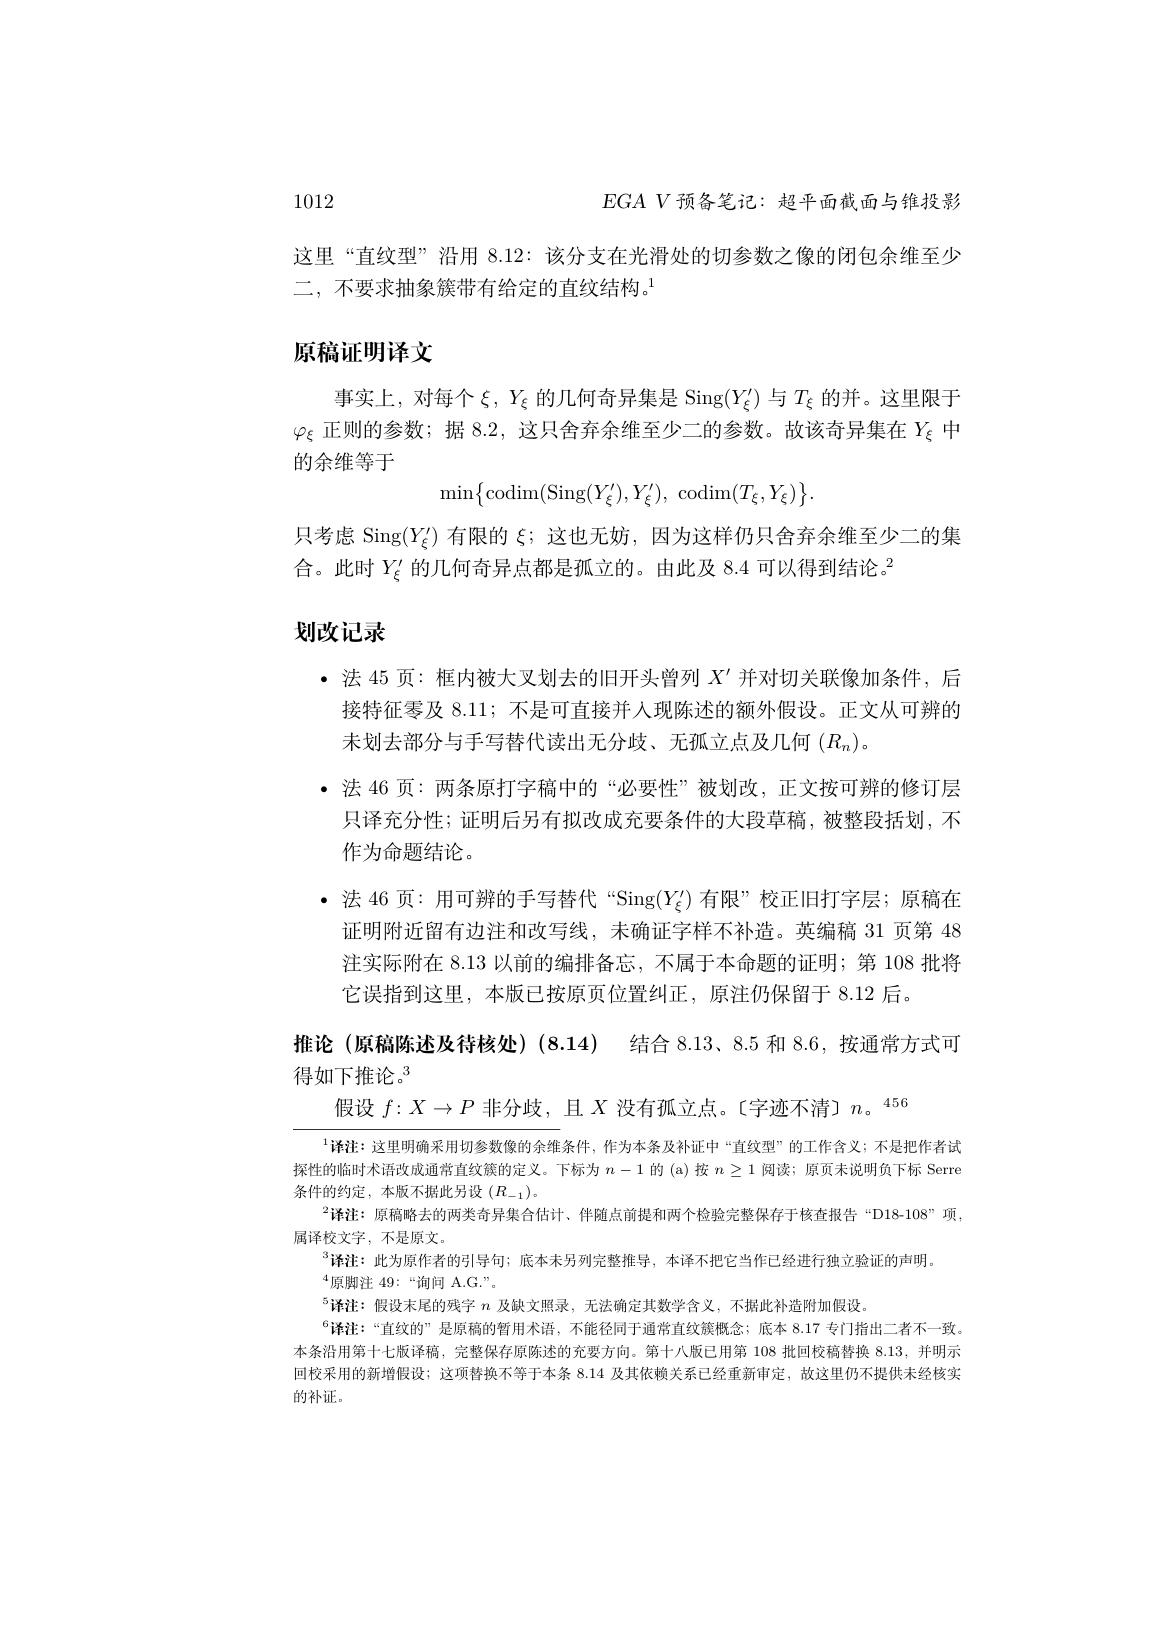 1012 EGA V 预备笔记：超平面截面与锥投影
这里“直纹型”沿用 8.12：该分支在光滑处的切参数之像的闭包余维至少
二，不要求抽象簇带有给定的直纹结构。¹
原稿证明译文
事实上，对每个 ξ，Y_ξ 的几何奇异集是 Sing(Y′_ξ) 与 T_ξ 的并。这里限于
φ_ξ 正则的参数；据 8.2，这只舍弃余维至少二的参数。故该奇异集在 Y_ξ 中
的余维等于
min{codim(Sing(Y′_ξ), Y′_ξ), codim(T_ξ, Y_ξ)}.
只考虑 Sing(Y′_ξ) 有限的 ξ；这也无妨，因为这样仍只舍弃余维至少二的集
合。此时 Y′_ξ 的几何奇异点都是孤立的。由此及 8.4 可以得到结论。²
划改记录
• 法 45 页：框内被大叉划去的旧开头曾列 X′ 并对切关联像加条件，后
接特征零及 8.11；不是可直接并入现陈述的额外假设。正文从可辨的
未划去部分与手写替代读出无分歧、无孤立点及几何 (R_n)。
• 法 46 页：两条原打字稿中的“必要性”被划改，正文按可辨的修订层
只译充分性；证明后另有拟改成充要条件的大段草稿，被整段括划，不
作为命题结论。
• 法 46 页：用可辨的手写替代“Sing(Y′_ξ) 有限”校正旧打字层；原稿在
证明附近留有边注和改写线，未确证字样不补造。英编稿 31 页第 48
注实际附在 8.13 以前的编排备忘，不属于本命题的证明；第 108 批将
它误指到这里，本版已按原页位置纠正，原注仍保留于 8.12 后。
推论（原稿陈述及待核处）(8.14) 结合 8.13、8.5 和 8.6，按通常方式可
得如下推论。³
假设 f : X → P 非分歧，且 X 没有孤立点。〔字迹不清〕n。⁴⁵⁶
¹译注：这里明确采用切参数像的余维条件，作为本条及补证中“直纹型”的工作含义；不是把作者试
探性的临时术语改成通常直纹簇的定义。下标为 n − 1 的 (a) 按 n ≥ 1 阅读；原页未说明负下标 Serre
条件的约定，本版不据此另设 (R₋₁)。
²译注：原稿略去的两类奇异集合估计、伴随点前提和两个检验完整保存于核查报告“D18-108”项，
属译校文字，不是原文。
³译注：此为原作者的引导句；底本未另列完整推导，本译不把它当作已经进行独立验证的声明。
⁴原脚注 49：“询问 A.G.”。
⁵译注：假设末尾的残字 n 及缺文照录，无法确定其数学含义，不据此补造附加假设。
⁶译注：“直纹的”是原稿的暂用术语，不能径同于通常直纹簇概念；底本 8.17 专门指出二者不一致。
本条沿用第十七版译稿，完整保存原陈述的充要方向。第十八版已用第 108 批回校稿替换 8.13，并明示
回校采用的新增假设；这项替换不等于本条 8.14 及其依赖关系已经重新审定，故这里仍不提供未经核实
的补证。